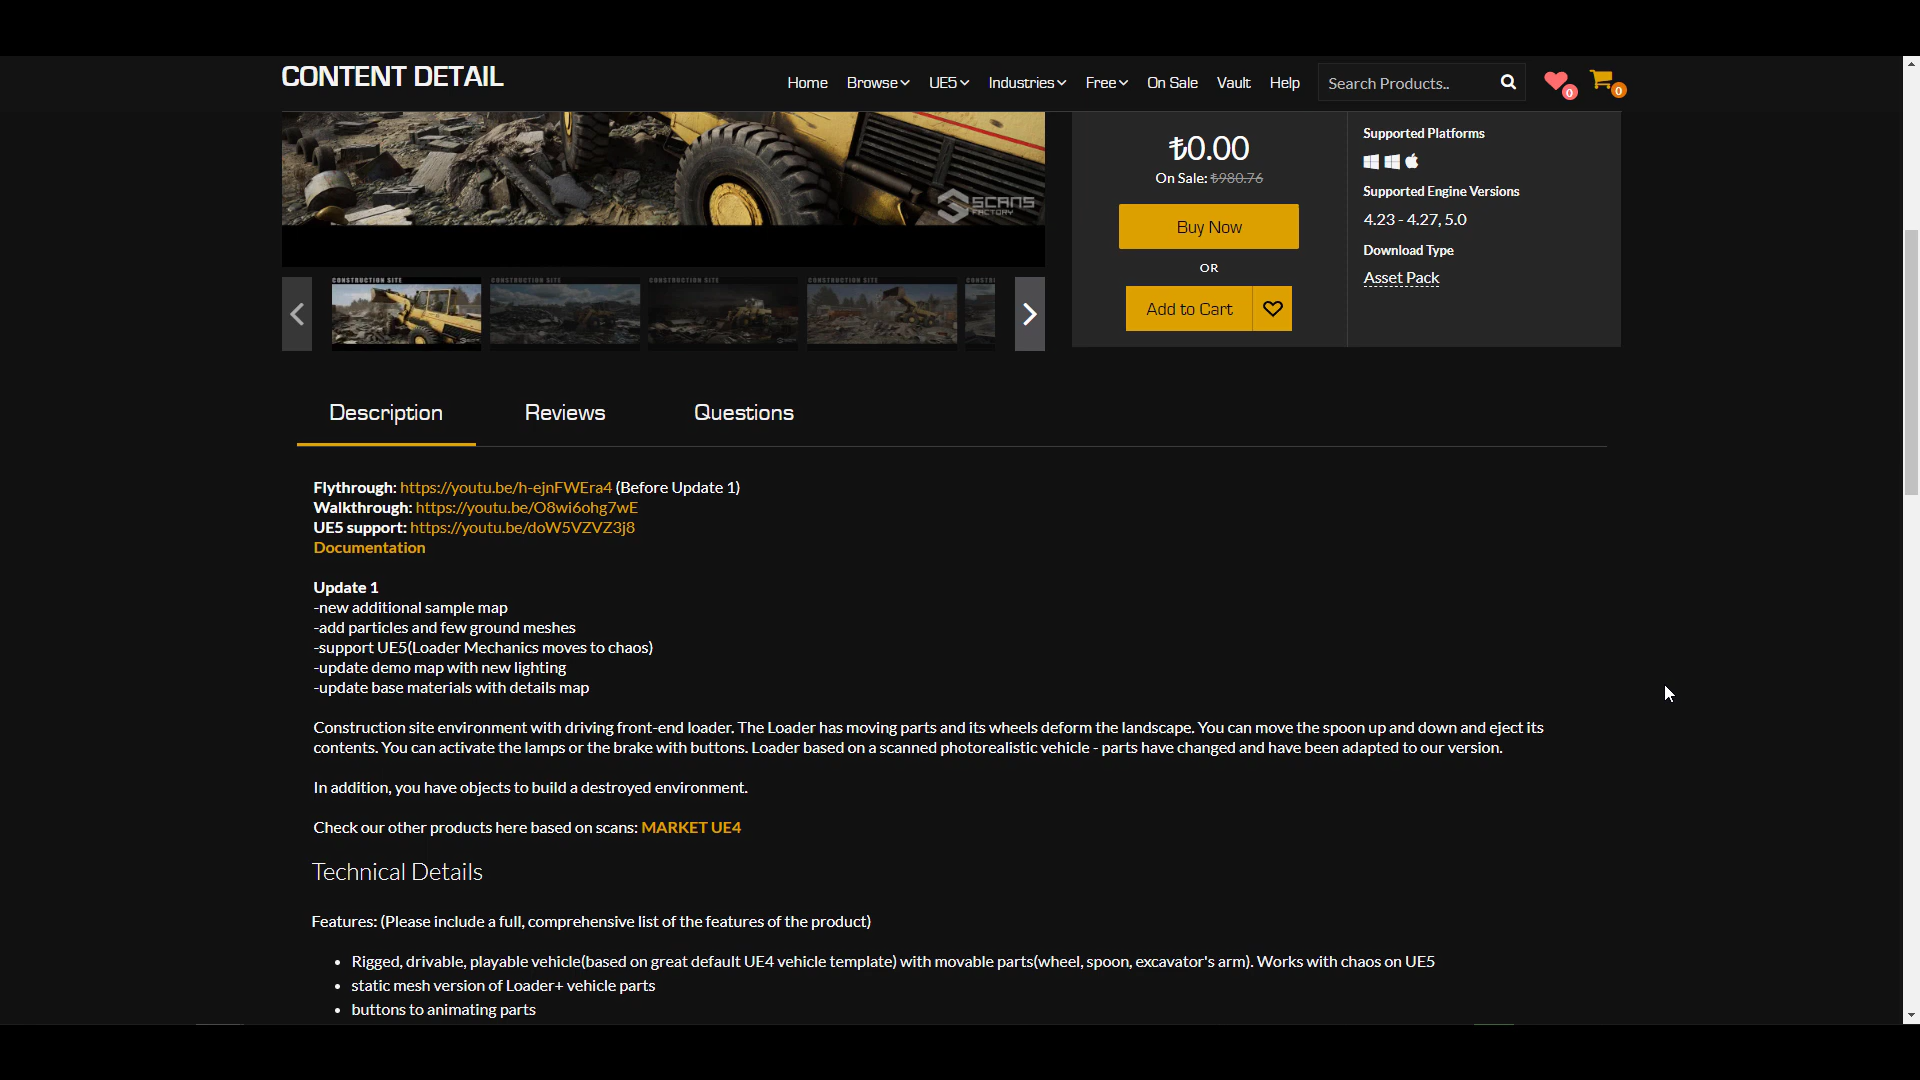 CONTENT DETAIL
Home Browse UE5 Industries Free On Sale Vault Help Search Products.. 0 0
SCANS
FACTORY
₺0.00
On Sale: ₺980.76
Buy Now
OR
Add to Cart
Supported Platforms
Supported Engine Versions
4.23 - 4.27, 5.0
Download Type
Asset Pack
CONSTRUCTION SITE CONSTRUCTION SITE CONSTRUCTION SITE CONSTRUCTION SITE
Description Reviews Questions
Flythrough: https://youtu.be/h-ejnFWEra4 (Before Update 1)
Walkthrough: https://youtu.be/O8wi6ohg7wE
UE5 support: https://youtu.be/doW5VZVZ3j8
Documentation
Update 1
-new additional sample map
-add particles and few ground meshes
-support UE5(Loader Mechanics moves to chaos)
-update demo map with new lighting
-update base materials with details map
Construction site environment with driving front-end loader. The Loader has moving parts and its wheels deform the landscape. You can move the spoon up and down and eject its
contents. You can activate the lamps or the brake with buttons. Loader based on a scanned photorealistic vehicle - parts have changed and have been adapted to our version.
In addition, you have objects to build a destroyed environment.
Check our other products here based on scans: MARKET UE4
Technical Details
Features: (Please include a full, comprehensive list of the features of the product)
• Rigged, drivable, playable vehicle(based on great default UE4 vehicle template) with movable parts(wheel, spoon, excavator's arm). Works with chaos on UE5
• static mesh version of Loader+ vehicle parts
• buttons to animating parts